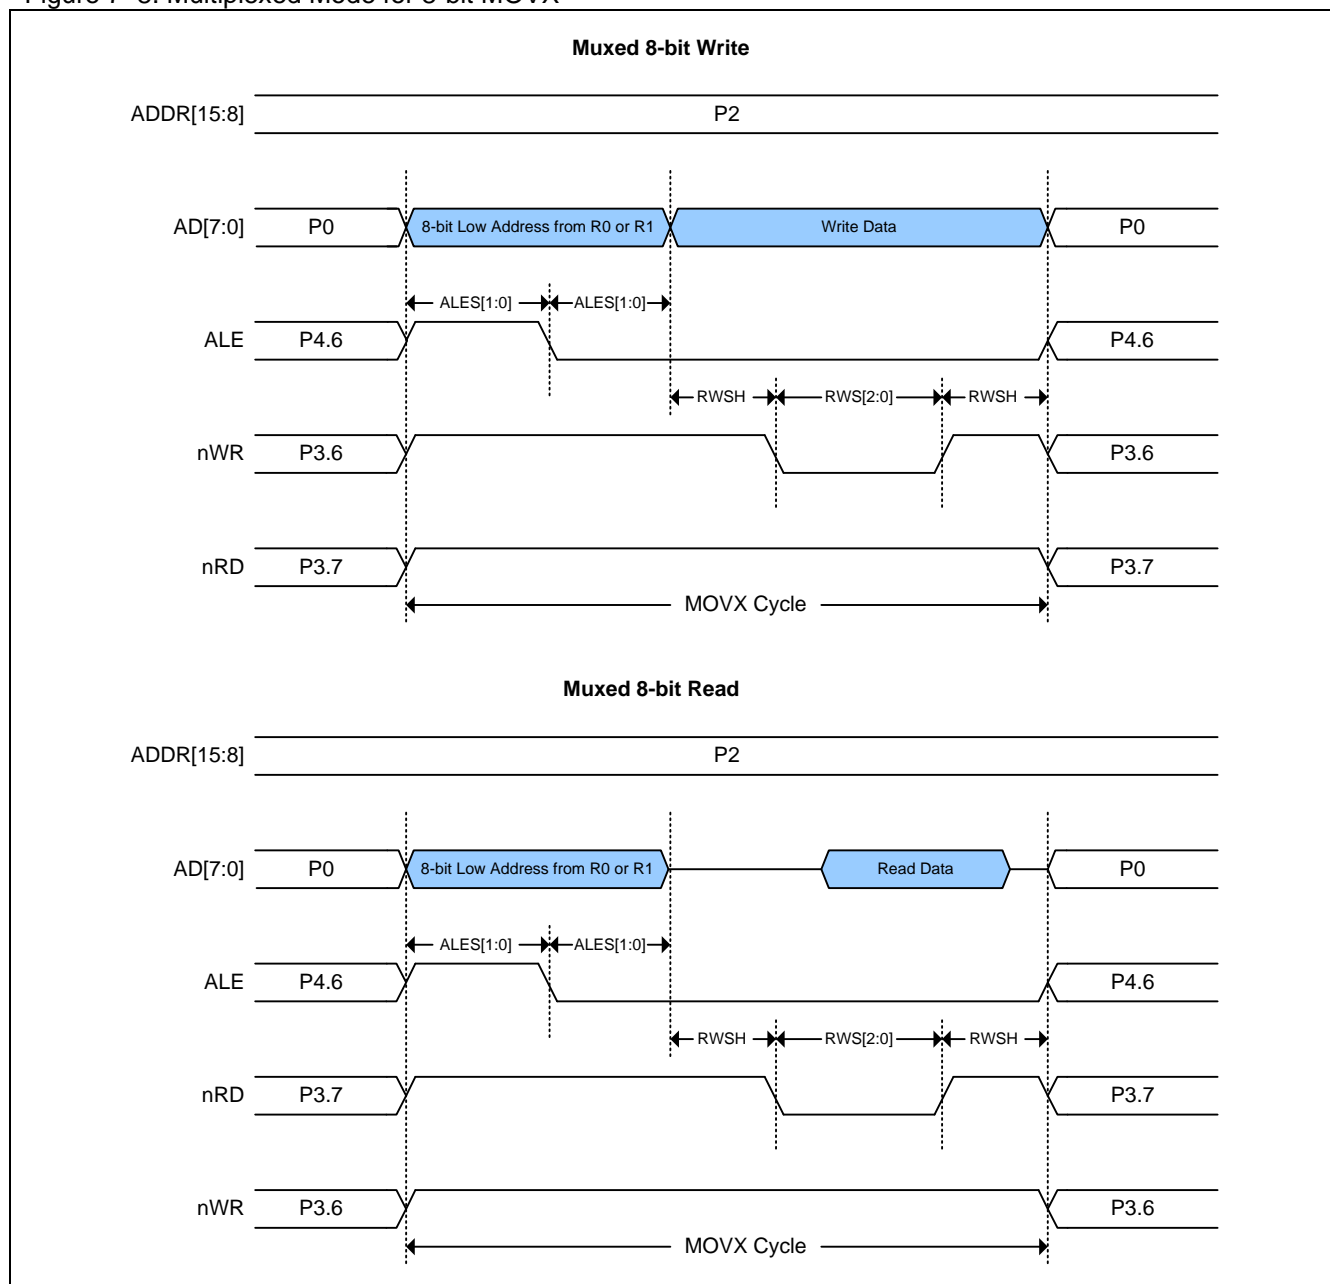 Muxed 8-bit Write
ADDR[15:8] P2
AD[7:0] P0 8-bit Low Address from R0 or R1 Write Data P0
ALES[1:0] ALES[1:0]
ALE P4.6 P4.6
RWSH RWS[2:0] RWSH
nWR P3.6 P3.6
nRD P3.7 P3.7
MOVX Cycle
Muxed 8-bit Read
ADDR[15:8] P2
AD[7:0] P0 8-bit Low Address from R0 or R1 Read Data P0
ALES[1:0] ALES[1:0]
ALE P4.6 P4.6
RWSH RWS[2:0] RWSH
nRD P3.7 P3.7
nWR P3.6 P3.6
MOVX Cycle